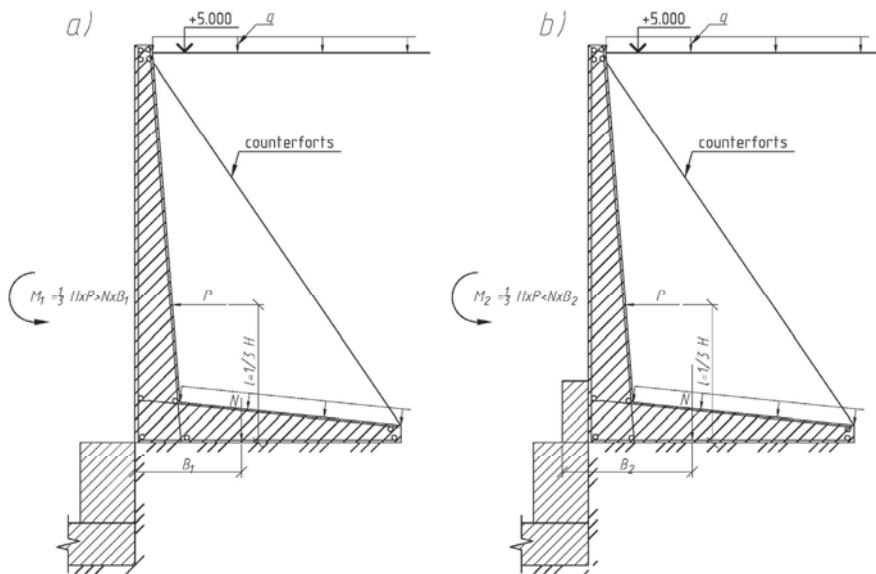 a)
+5.000
q
counterforts
M₁ =1/3 HxP>NxB₁
P
l=1/3 H
N
B₁
b)
+5.000
q
counterforts
M₂ =1/3 HxP<NxB₂
P
l=1/3 H
N
B₂